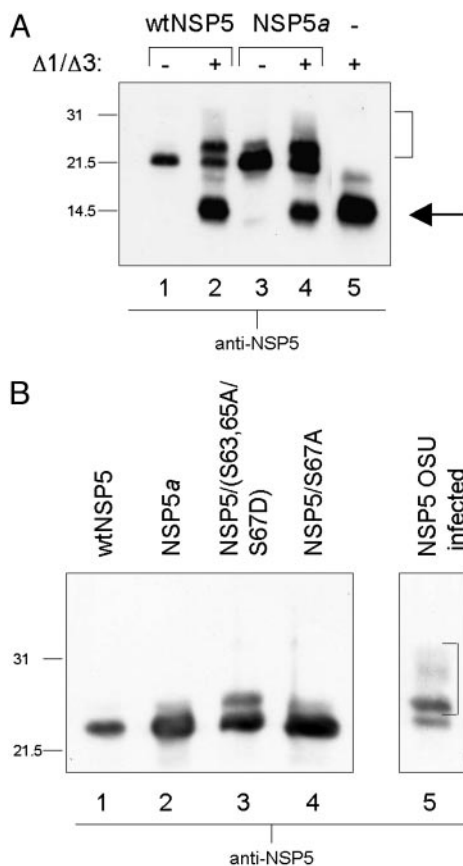 A
wtNSP5 NSP5a -
Δ1/Δ3: - + - + +
31
21.5
14.5
1 2 3 4 5
anti-NSP5
B
wtNSP5
NSP5a
NSP5/(S63,65A/
S67D)
NSP5/S67A
NSP5 OSU
infected
31
21.5
1 2 3 4 5
anti-NSP5